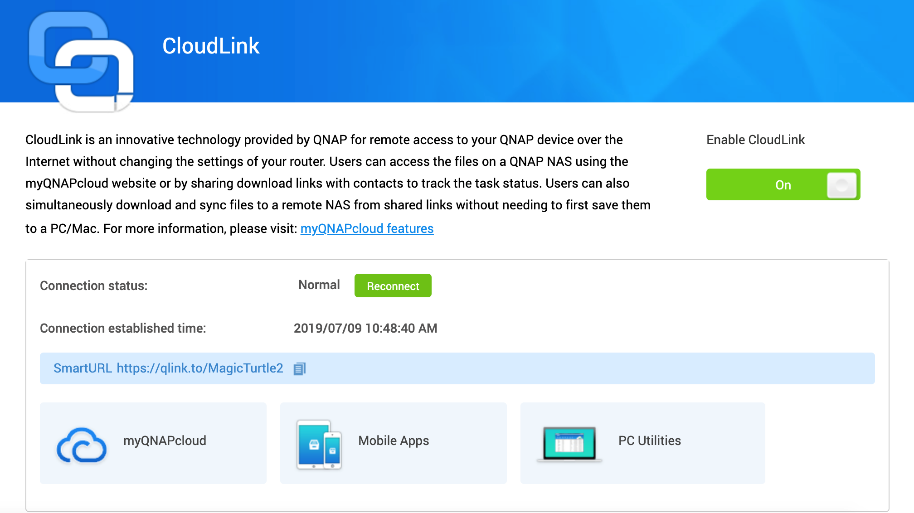 CloudLink
CloudLink is an innovative technology provided by QNAP for remote access to your QNAP device over the
Internet without changing the settings of your router. Users can access the files on a QNAP NAS using the
myQNAPcloud website or by sharing download links with contacts to track the task status. Users can also
simultaneously download and sync files to a remote NAS from shared links without needing to first save them
to a PC/Mac. For more information, please visit: myQNAPcloud features
Enable CloudLink
On
Connection status: Normal Reconnect
Connection established time: 2019/07/09 10:48:40 AM
SmartURL https://qlink.to/MagicTurtle2
myQNAPcloud
Mobile Apps
PC Utilities